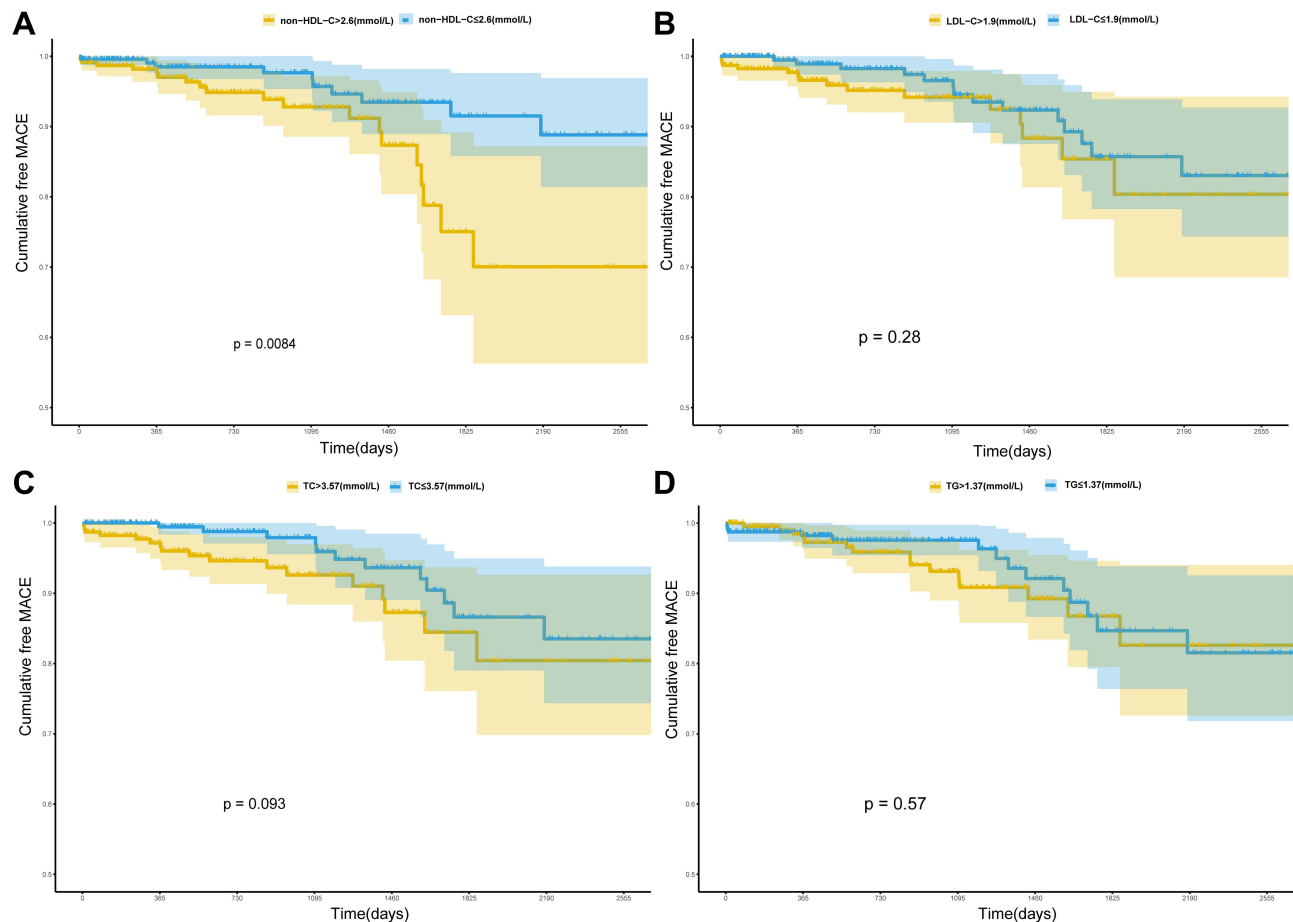 A
non-HDL-C>2.6(mmol/L) non-HDL-C≤2.6(mmol/L)
Cumulative free MACE
1.0
0.9
0.8
0.7
0.6
0.5
p = 0.0084
0 365 730 1095 1460 1825 2190 2555
Time(days)
B
LDL-C>1.9(mmol/L) LDL-C≤1.9(mmol/L)
Cumulative free MACE
1.0
0.9
0.8
0.7
0.6
0.5
p = 0.28
0 365 730 1095 1460 1825 2190 2555
Time(days)
C
TC>3.57(mmol/L) TC≤3.57(mmol/L)
Cumulative free MACE
1.0
0.9
0.8
0.7
0.6
0.5
p = 0.093
0 365 730 1095 1460 1825 2190 2555
Time(days)
D
TG>1.37(mmol/L) TG≤1.37(mmol/L)
Cumulative free MACE
1.0
0.9
0.8
0.7
0.6
0.5
p = 0.57
0 365 730 1095 1460 1825 2190 2555
Time(days)